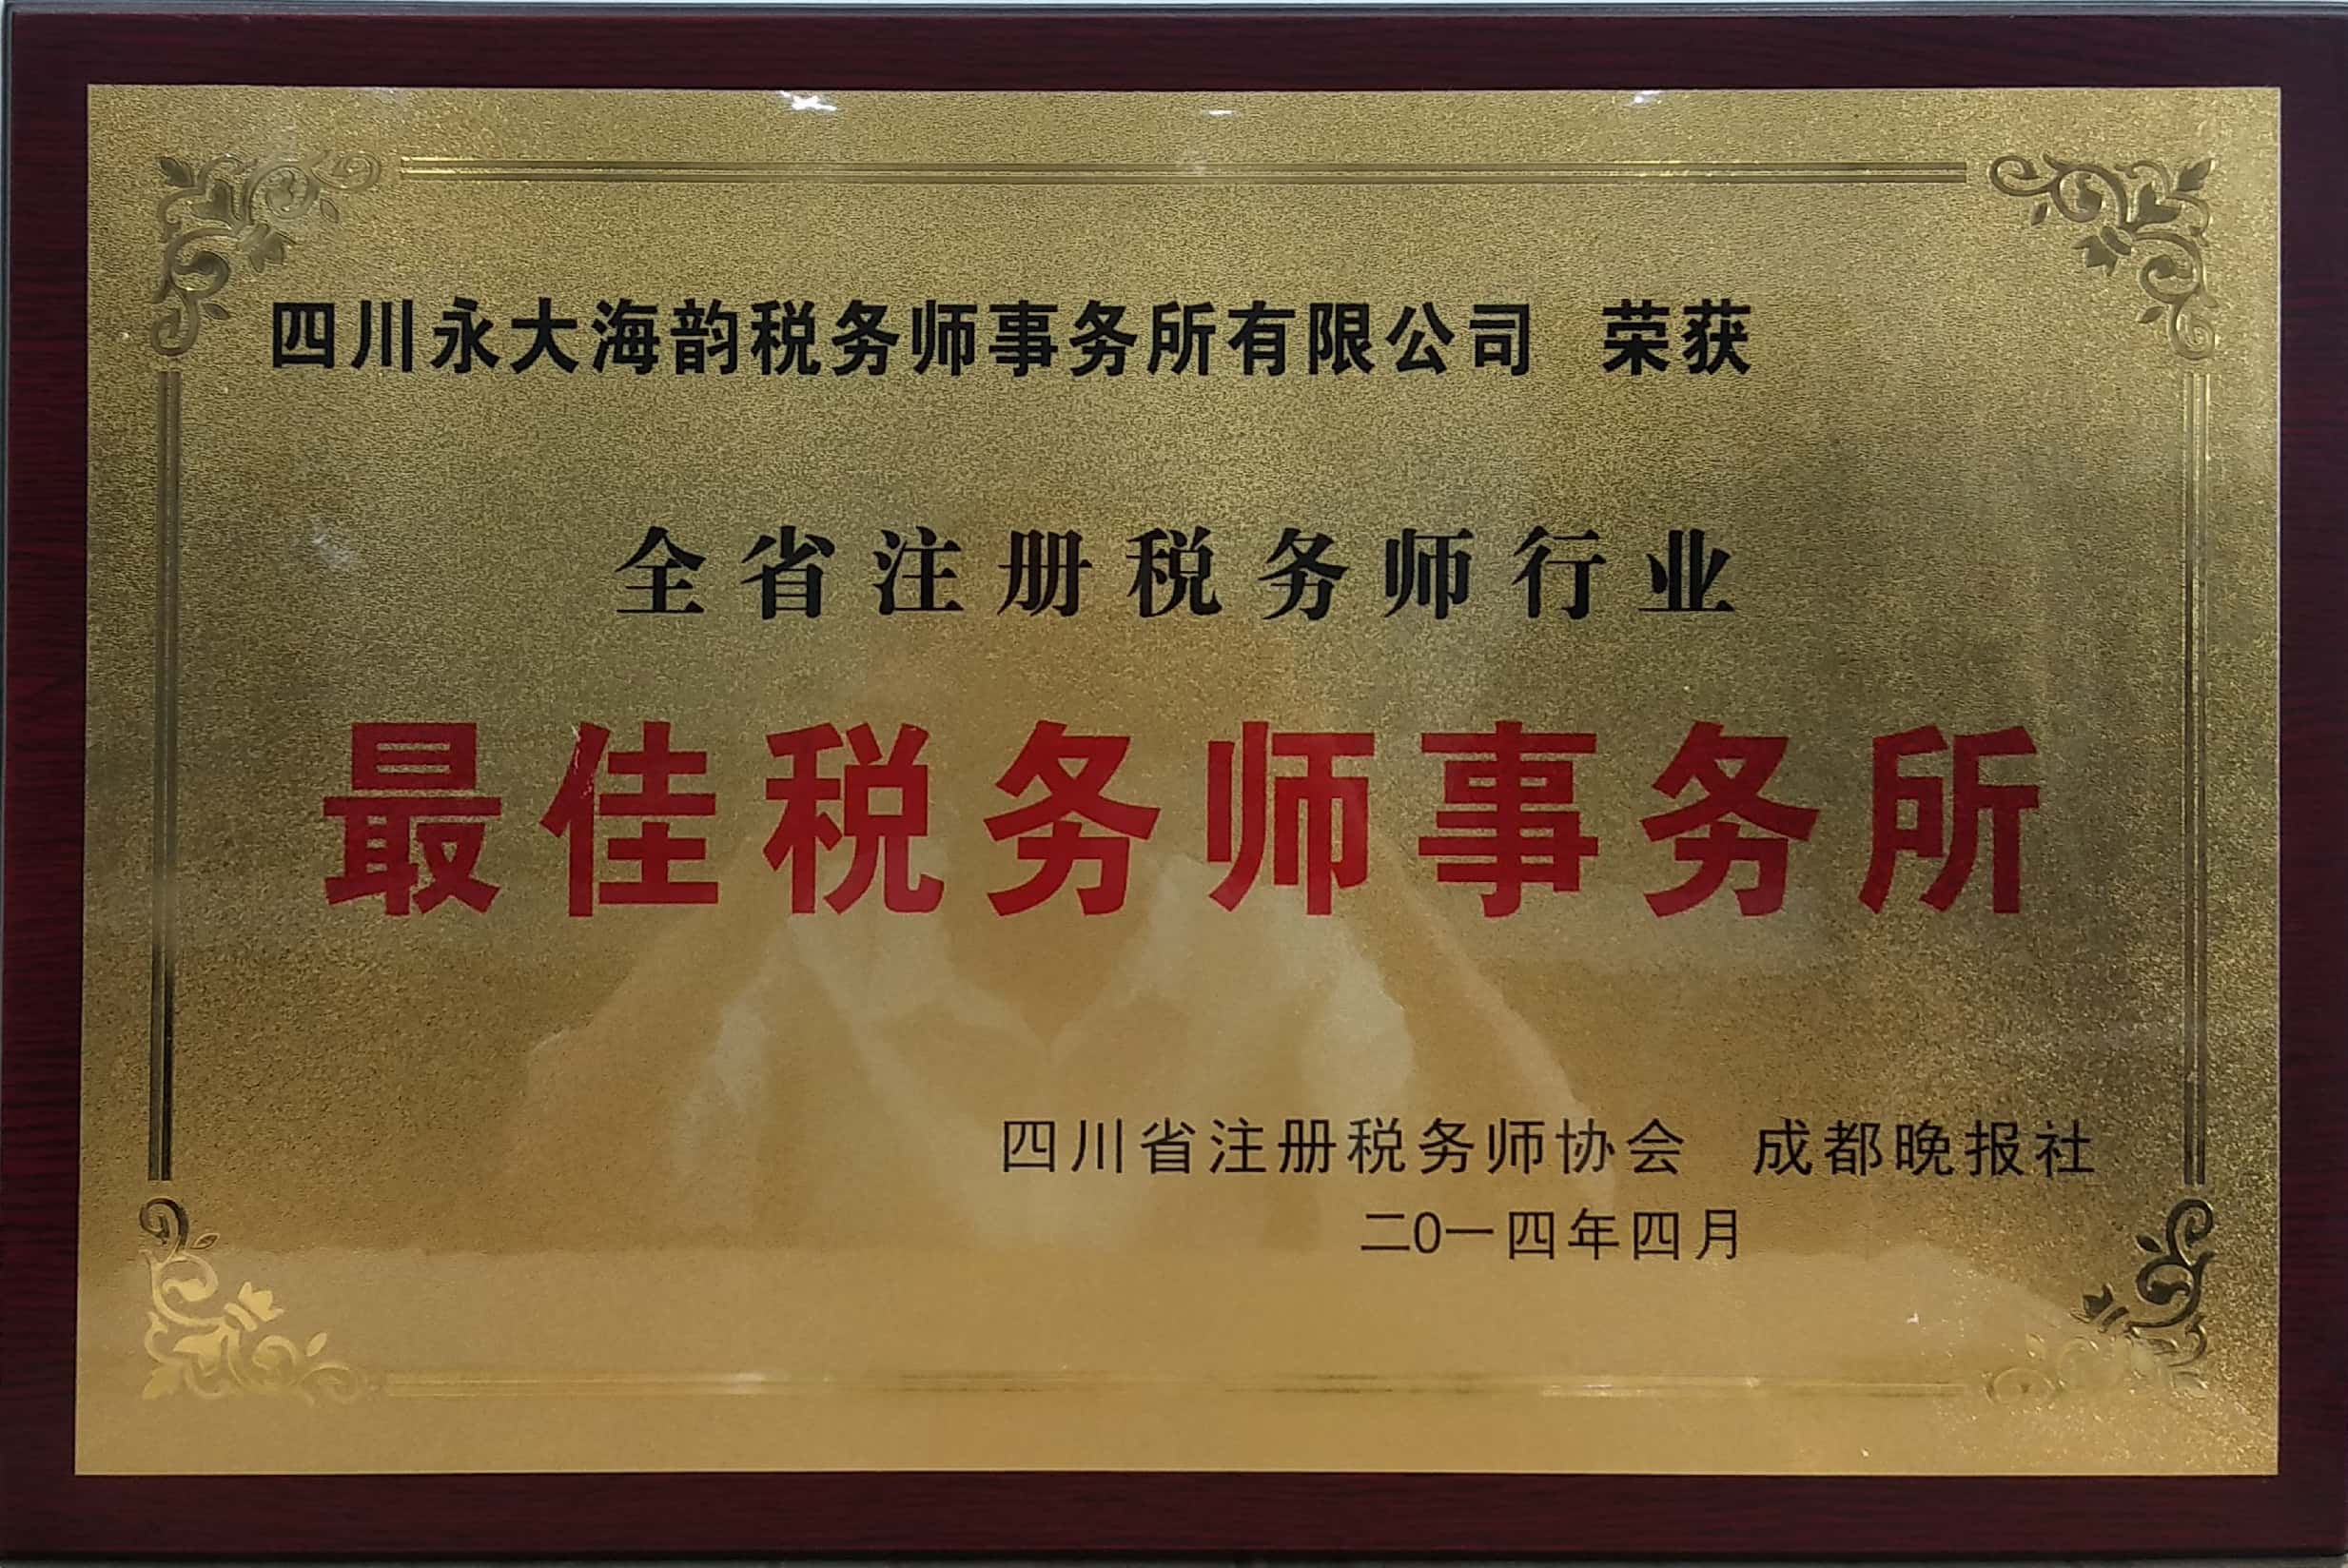 四川永大海韵税务师事务所有限公司 荣获
全省注册税务师行业
最佳税务师事务所
四川省注册税务师协会 成都晚报社
二0一四年四月